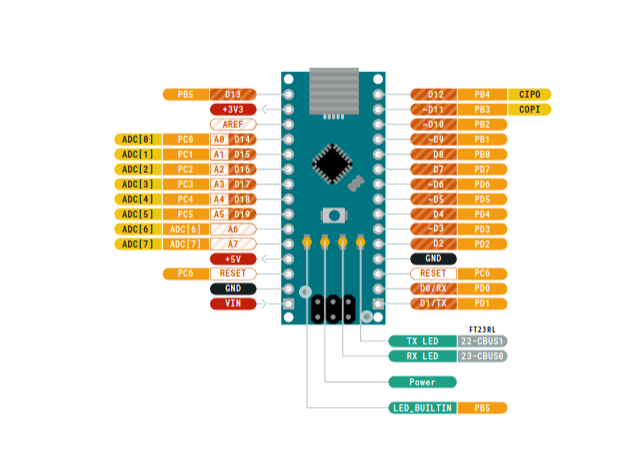 PB5 D13 D12 PB4 CIPO
+3V3 ~D11 PB3 COPI
AREF ~D10 PB2
ADC[0] PC0 A0 D14 ~D9 PB1
ADC[1] PC1 A1 D15 D8 PB0
ADC[2] PC2 A2 D16 D7 PD7
ADC[3] PC3 A3 D17 ~D6 PD6
ADC[4] PC4 A4 D18 ~D5 PD5
ADC[5] PC5 A5 D19 D4 PD4
ADC[6] ADC[6] A6 ~D3 PD3
ADC[7] ADC[7] A7 D2 PD2
+5V GND
PC6 RESET RESET PC6
GND D0/RX PD0
VIN D1/TX PD1
FT23RL
TX LED 22-CBUS1
RX LED 23-CBUS0
Power
LED_BUILTIN PB5